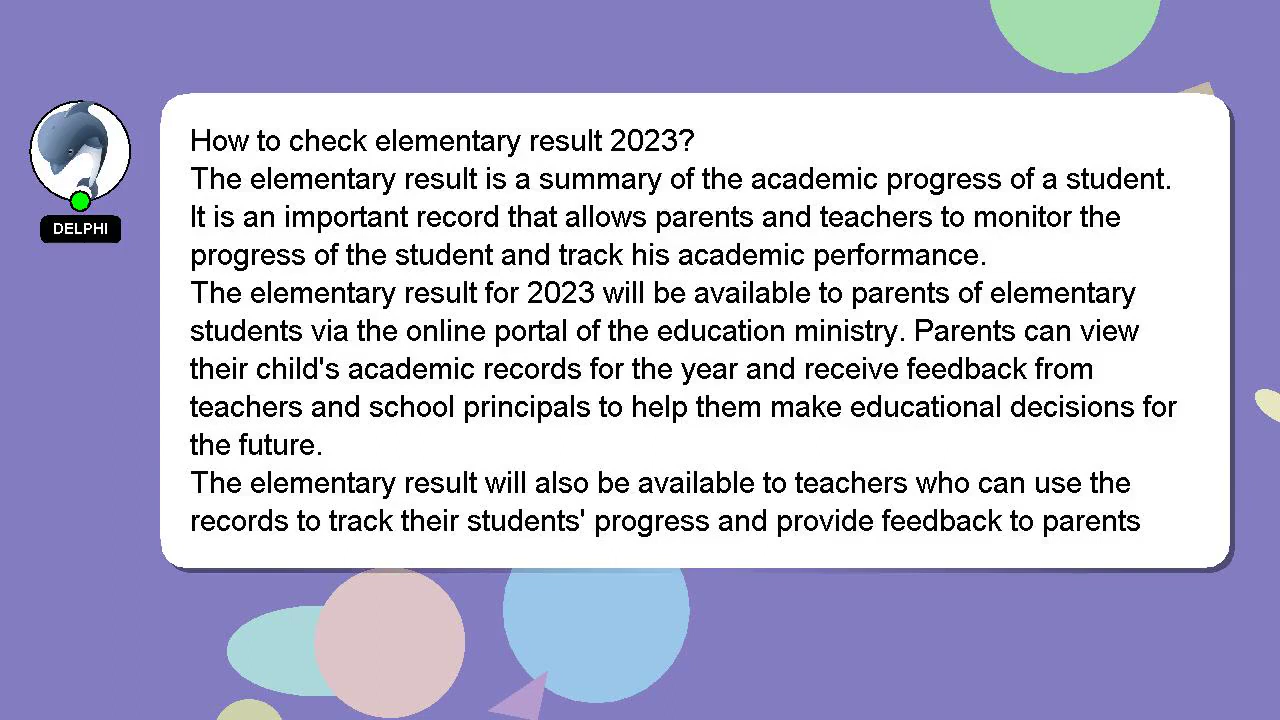 DELPHI
How to check elementary result 2023?
The elementary result is a summary of the academic progress of a student.
It is an important record that allows parents and teachers to monitor the
progress of the student and track his academic performance.
The elementary result for 2023 will be available to parents of elementary
students via the online portal of the education ministry. Parents can view
their child's academic records for the year and receive feedback from
teachers and school principals to help them make educational decisions for
the future.
The elementary result will also be available to teachers who can use the
records to track their students' progress and provide feedback to parents